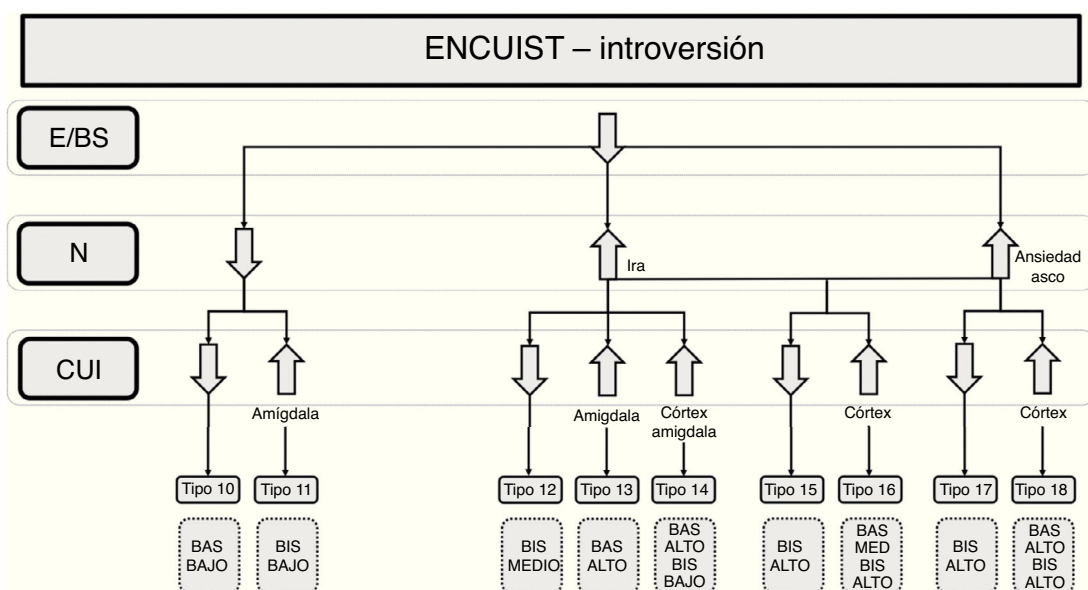 ENCUIST – introversión
E/BS
N
Ira
Ansiedad
asco
CUI
Amígdala
Amigdala
Córtex
amigdala
Córtex
Córtex
Tipo 10
Tipo 11
Tipo 12
Tipo 13
Tipo 14
Tipo 15
Tipo 16
Tipo 17
Tipo 18
BAS
BAJO
BIS
BAJO
BIS
MEDIO
BAS
ALTO
BAS
ALTO
BIS
BAJO
BIS
ALTO
BAS
MED
BIS
ALTO
BIS
ALTO
BAS
ALTO
BIS
ALTO